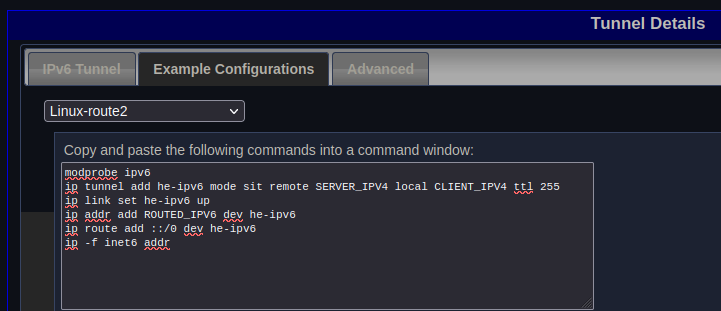 Tunnel Details
IPv6 Tunnel
Example Configurations
Advanced
Linux-route2
Copy and paste the following commands into a command window:
modprobe ipv6
ip tunnel add he-ipv6 mode sit remote SERVER_IPV4 local CLIENT_IPV4 ttl 255
ip link set he-ipv6 up
ip addr add ROUTED_IPV6 dev he-ipv6
ip route add ::/0 dev he-ipv6
ip -f inet6 addr